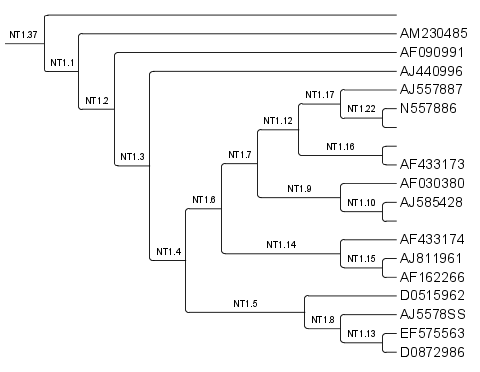 NT1.37
AM230485
NT1.1
AF090991
AJ440996
AJ557887
NT1.17
NT1.2
NT1.22
N557886
NT1.12
NT1.16
NT1.3
NT1.7
AF433173
AF030380
NT1.9
NT1.6
NT1.10
AJ585428
AF433174
NT1.14
NT1.4
AJ811961
NT1.15
AF162266
D0515962
NT1.5
AJ5578SS
NT1.8
EF575563
NT1.13
D0872986